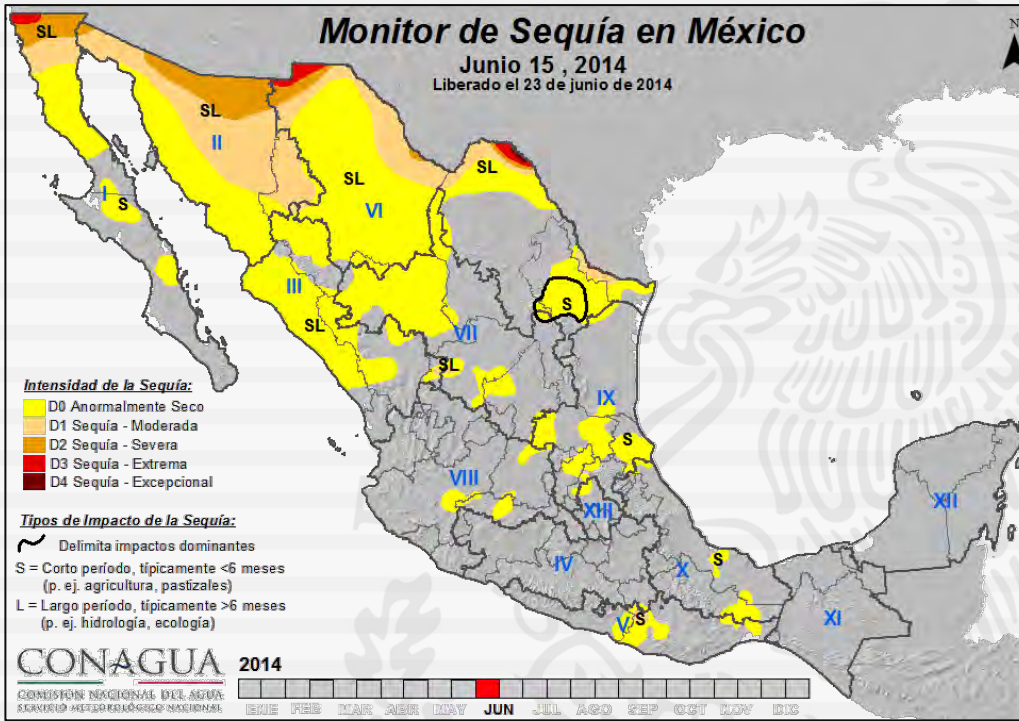 Monitor de Sequía en México
Junio 15 , 2014
Liberado el 23 de junio de 2014
N
SL
SL
II
SL
VI
SL
I
S
III
SL
S
VII
SL
IX
S
VIII
XIII
IV
X
S
V
S
XI
XII
Intensidad de la Sequía:
D0 Anormalmente Seco
D1 Sequía - Moderada
D2 Sequía - Severa
D3 Sequía - Extrema
D4 Sequía - Excepcional
Tipos de Impacto de la Sequía:
Delimita impactos dominantes
S = Corto período, típicamente <6 meses
(p. ej. agricultura, pastizales)
L = Largo período, típicamente >6 meses
(p. ej. hidrología, ecología)
CONAGUA
COMISIÓN NACIONAL DEL AGUA
SERVICIO METEOROLÓGICO NACIONAL
2014
ENE FEB MAR ABR MAY JUN JUL AGO SEP OCT NOV DIC